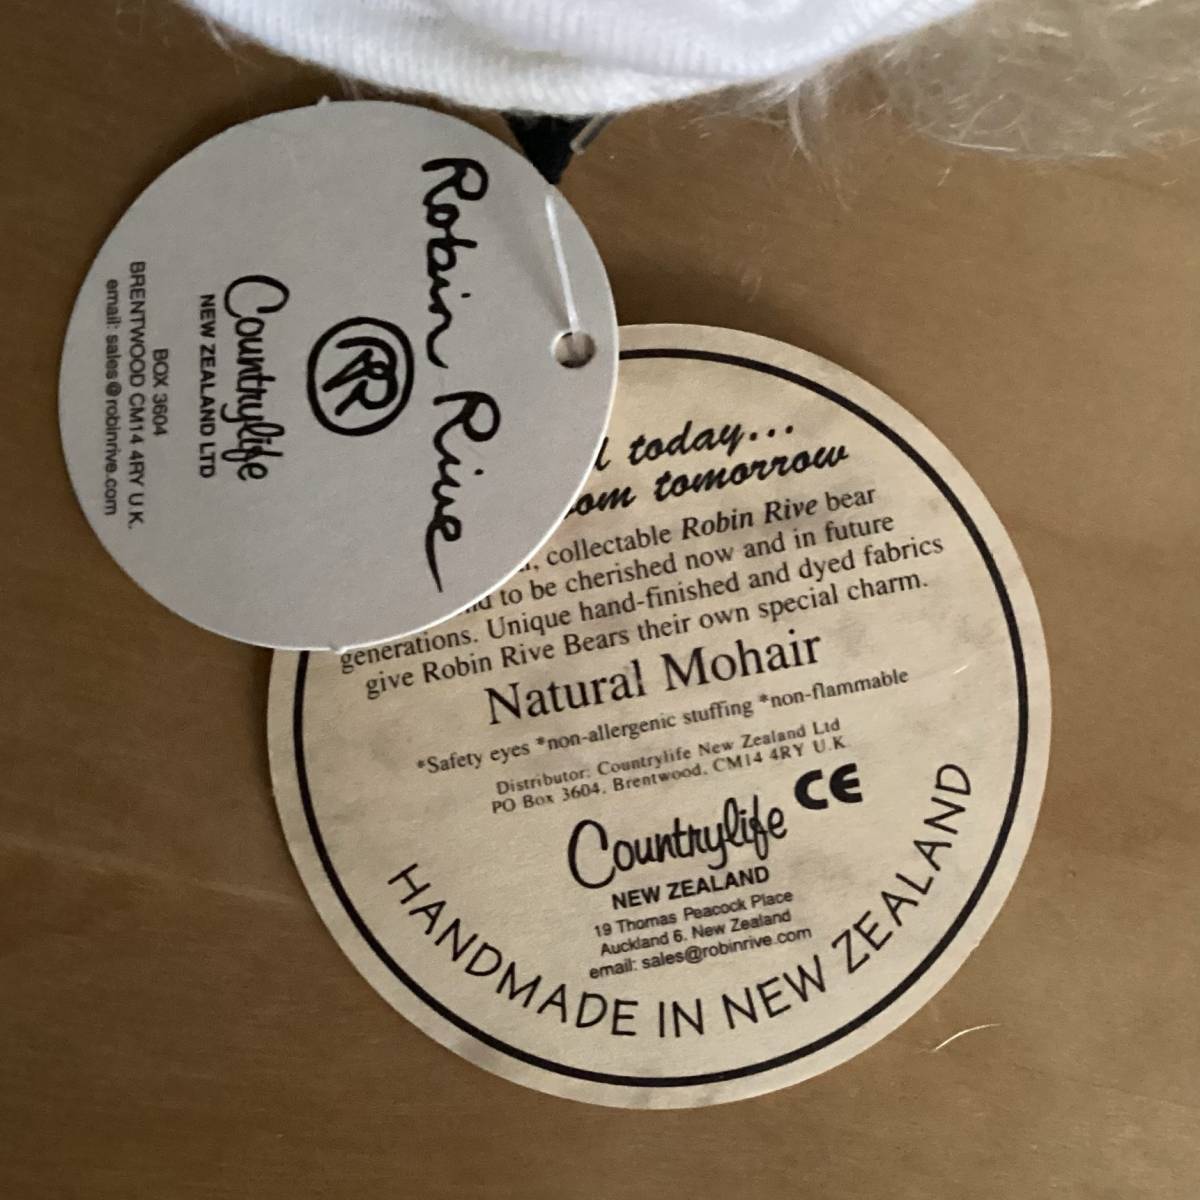 Robin Rive
RR
Countrylife
NEW ZEALAND LTD
BOX 3604
BRENTWOOD CM14 4RY U.K.
email: sales@robinrive.com
today...
tomorrow
collectable Robin Rive bear
to be cherished now and in future
generations. Unique hand-finished and dyed fabrics
give Robin Rive Bears their own special charm.
Natural Mohair
*Safety eyes *non-allergenic stuffing *non-flammable
Distributor: Countrylife New Zealand Ltd
PO Box 3604, Brentwood, CM14 4RY U.K
CE
Countrylife
NEW ZEALAND
19 Thomas Peacock Place
Auckland 6, New Zealand
email: sales@robinrive.com
HANDMADE IN NEW ZEALAND